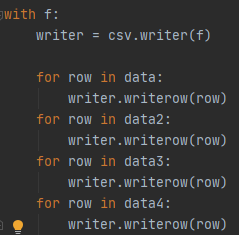 with f:
    writer = csv.writer(f)

    for row in data:
        writer.writerow(row)
    for row in data2:
        writer.writerow(row)
    for row in data3:
        writer.writerow(row)
    for row in data4:
        writer.writerow(row)